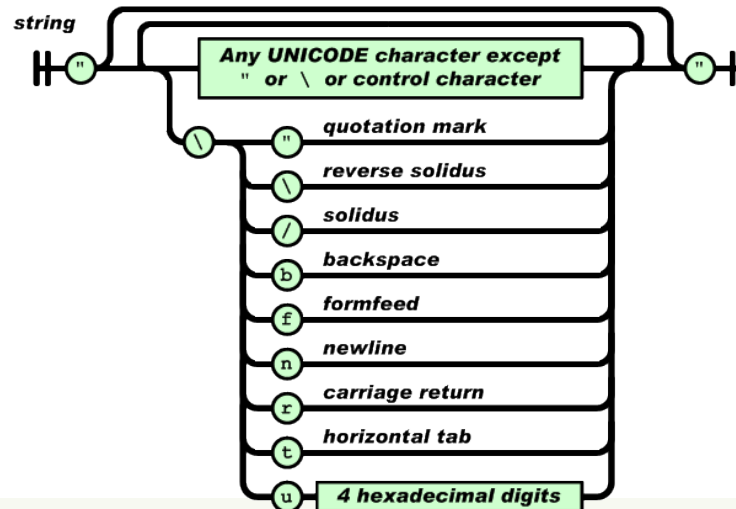 string
" Any UNICODE character except "
" or \ or control character
\ " quotation mark
\ reverse solidus
/ solidus
b backspace
f formfeed
n newline
r carriage return
t horizontal tab
u 4 hexadecimal digits